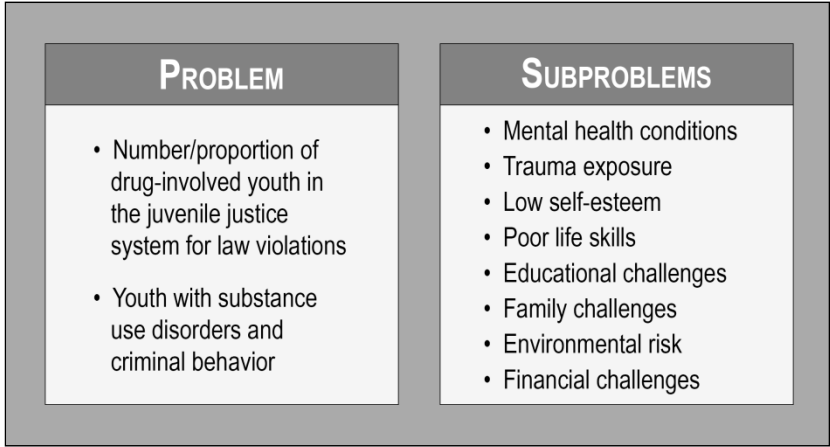 PROBLEM
• Number/proportion of
drug-involved youth in
the juvenile justice
system for law violations
• Youth with substance
use disorders and
criminal behavior
SUBPROBLEMS
• Mental health conditions
• Trauma exposure
• Low self-esteem
• Poor life skills
• Educational challenges
• Family challenges
• Environmental risk
• Financial challenges